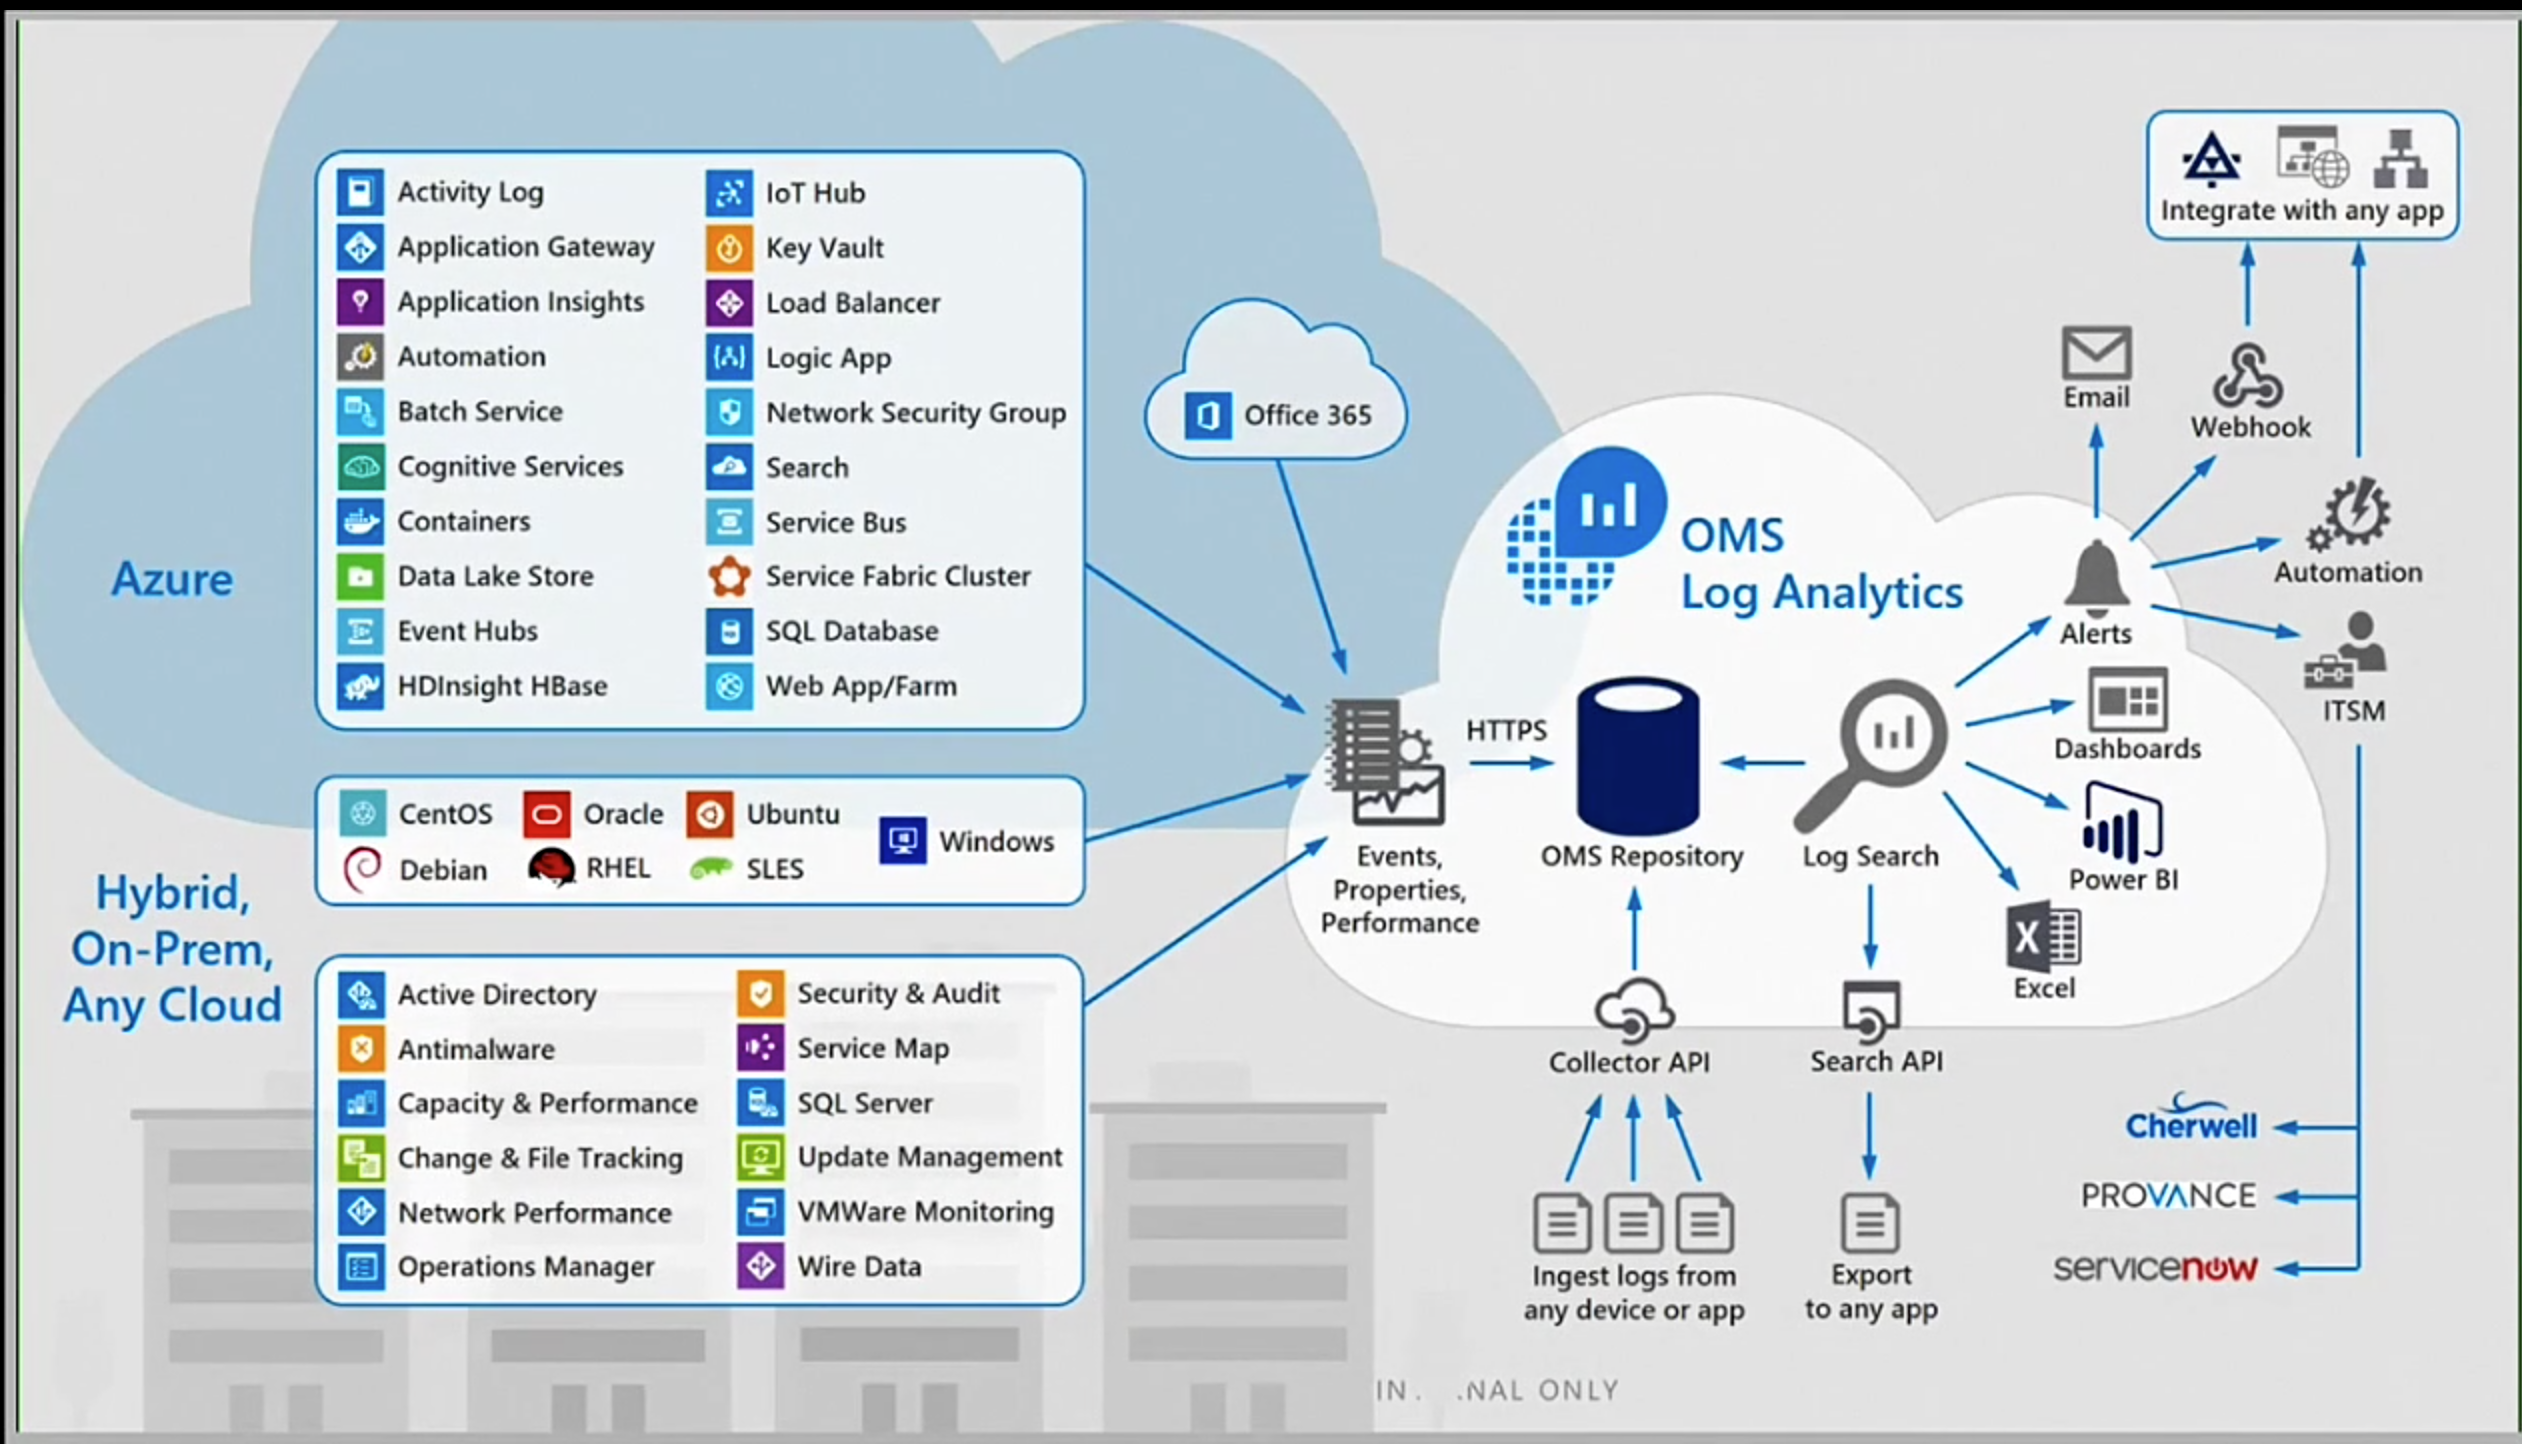 Azure
Activity Log
Application Gateway
Application Insights
Automation
Batch Service
Cognitive Services
Containers
Data Lake Store
Event Hubs
HDInsight HBase
IoT Hub
Key Vault
Load Balancer
Logic App
Network Security Group
Search
Service Bus
Service Fabric Cluster
SQL Database
Web App/Farm
Office 365
Hybrid,
On-Prem,
Any Cloud
CentOS
Oracle
Ubuntu
Windows
Debian
RHEL
SLES
Active Directory
Antimalware
Capacity & Performance
Change & File Tracking
Network Performance
Operations Manager
Security & Audit
Service Map
SQL Server
Update Management
VMWare Monitoring
Wire Data
OMS
Log Analytics
Events,
Properties,
Performance
HTTPS
OMS Repository
Log Search
Collector API
Search API
Ingest logs from
any device or app
Export
to any app
Alerts
Dashboards
Power BI
X
Excel
Email
Webhook
Automation
ITSM
Integrate with any app
Cherwell
PROVANCE
servicenow
ONLY